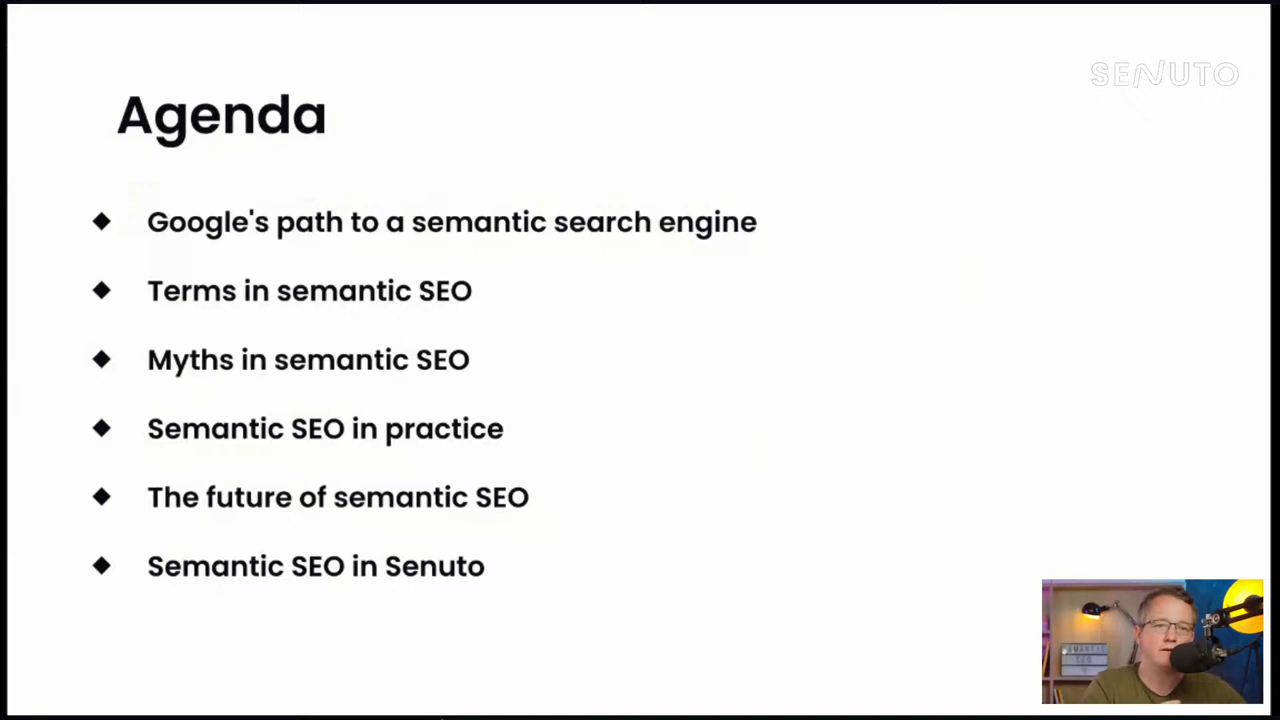 SENUTO
Agenda
Google's path to a semantic search engine
Terms in semantic SEO
Myths in semantic SEO
Semantic SEO in practice
The future of semantic SEO
Semantic SEO in Senuto
SEO